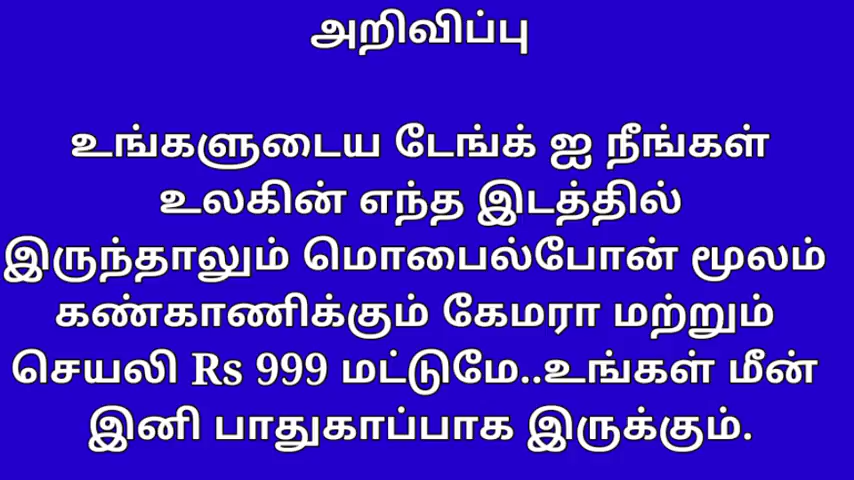 அறிவிப்பு
உங்களுடைய டேங்க் ஐ நீங்கள்
உலகின் எந்த இடத்தில்
இருந்தாலும் மொபைல்போன் மூலம்
கண்காணிக்கும் கேமரா மற்றும்
செயலி Rs 999 மட்டுமே..உங்கள் மீன்
இனி பாதுகாப்பாக இருக்கும்.